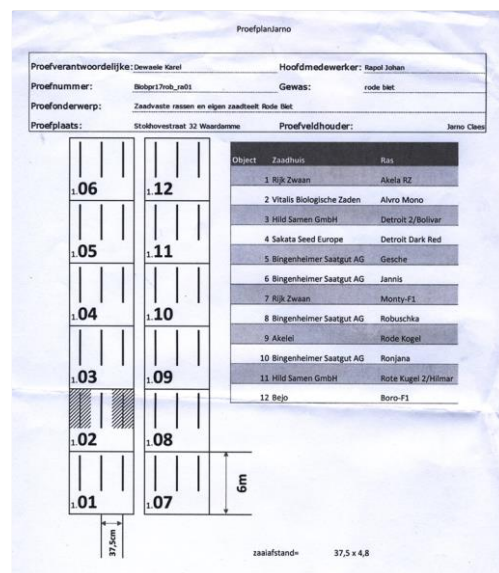 ProefplanJarno
Proefverantwoordelijke: Dewaele Karel Hoofdmedewerker: Rapol Johan
Proefnummer: Biobpr17rob_ra01 Gewas: rode biet
Proefonderwerp: Zaadvaste rassen en eigen zaadteelt Rode Biet
Proefplaats: Stokhovestraat 32 Waardamme Proefveldhouder: Jarno Claes
Object Zaadhuis Ras
1 Rijk Zwaan Akela RZ
2 Vitalis Biologische Zaden Alvro Mono
3 Hild Samen GmbH Detroit 2/Bolivar
4 Sakata Seed Europe Detroit Dark Red
5 Bingenheimer Saatgut AG Gesche
6 Bingenheimer Saatgut AG Jannis
7 Rijk Zwaan Monty-F1
8 Bingenheimer Saatgut AG Robuschka
9 Akelei Rode Kogel
10 Bingenheimer Saatgut AG Ronjana
11 Hild Samen GmbH Rote Kugel 2/Hilmar
12 Bejo Boro-F1
1.06 1.12
1.05 1.11
1.04 1.10
1.03 1.09
1.02 1.08
1.01 1.07
6m
37,5cm
zaaiafstand= 37,5 x 4,8